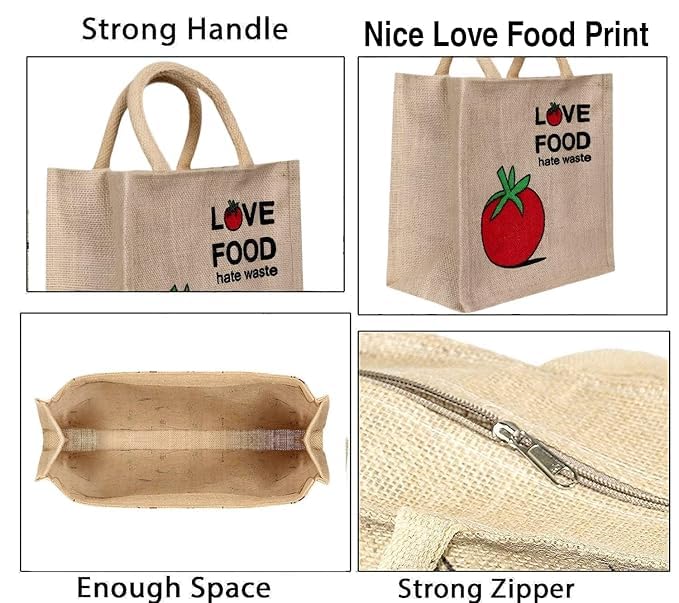 Strong Handle
Nice Love Food Print
LOVE
FOOD
hate waste
LOVE
FOOD
hate waste
Enough Space
Strong Zipper